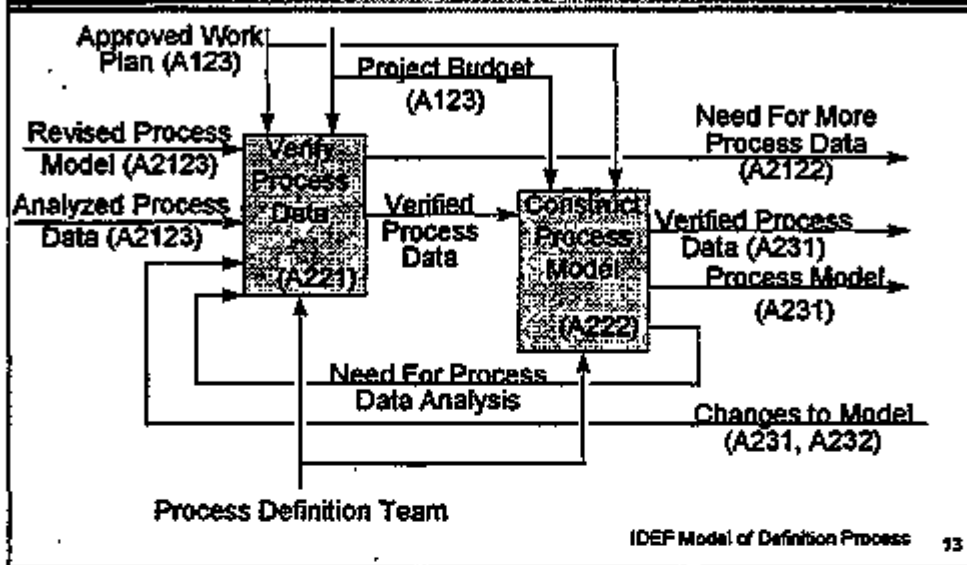 Approved Work
Plan (A123)
Project Budget
(A123)
Need For More
Process Data
(A2122)
Revised Process
Model (A2123)
Verify
Process
Data
(A221)
Analyzed Process
Data (A2123)
Verified
Process
Data
Construct
Process
Model
(A222)
Verified Process
Data (A231)
Process Model
(A231)
Need For Process
Data Analysis
Changes to Model
(A231, A232)
Process Definition Team
IDEF Model of Definition Process 13